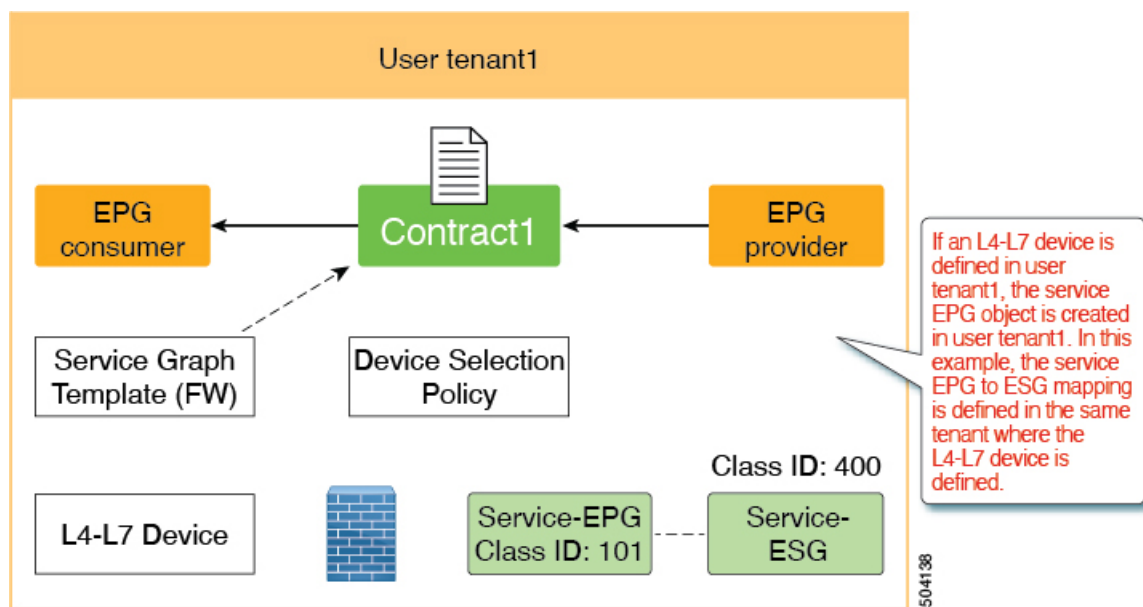 User tenant1
EPG
consumer
Contract1
EPG
provider
If an L4-L7 device is
defined in user
tenant1, the service
EPG object is created
in user tenant1. In this
example, the service
EPG to ESG mapping
is defined in the same
tenant where the
L4-L7 device is
defined.
Service Graph
Template (FW)
Device Selection
Policy
Class ID: 400
L4-L7 Device
Service-EPG
Class ID: 101
Service-
ESG
504138